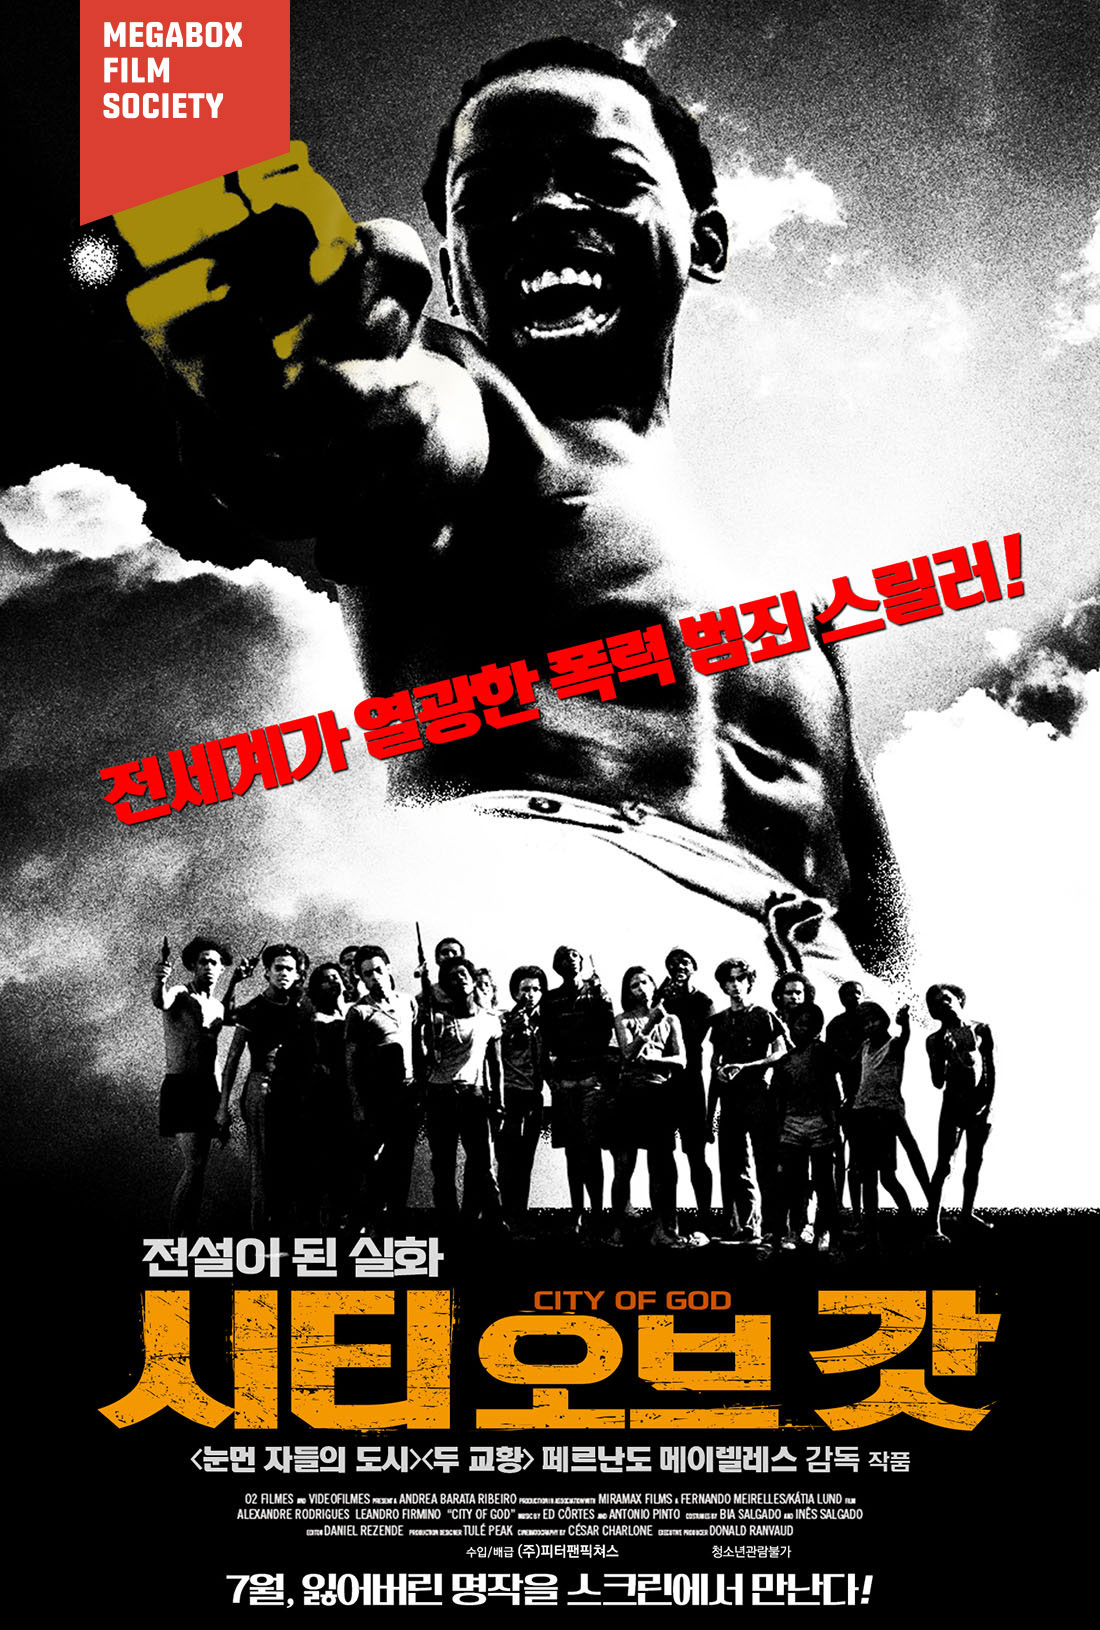 MEGABOX
FILM
SOCIETY
전세계가 열광한 폭력 범죄 스릴러!
전설이 된 실화
CITY OF GOD
시티 오브 갓
<눈먼 자들의 도시><두 교황> 페르난도 메이렐레스 감독 작품
O2 FILMES AND VIDEOFILMES PRESENT A ANDREA BARATA RIBEIRO PRODUCTION IN ASSOCIATION WITH MIRAMAX FILMS A FERNANDO MEIRELLES/KÁTIA LUND FILM
ALEXANDRE RODRIGUES LEANDRO FIRMINO "CITY OF GOD" MUSIC BY ED CÔRTES AND ANTONIO PINTO COSTUMES BY BIA SALGADO AND INÊS SALGADO
EDITOR DANIEL REZENDE PRODUCTION DESIGNER TULÉ PEAK CINEMATOGRAPHY BY CÉSAR CHARLONE EXECUTIVE PRODUCER DONALD RANVAUD
수입/배급 (주)피터팬픽쳐스 청소년관람불가
7월, 잃어버린 명작을 스크린에서 만난다!